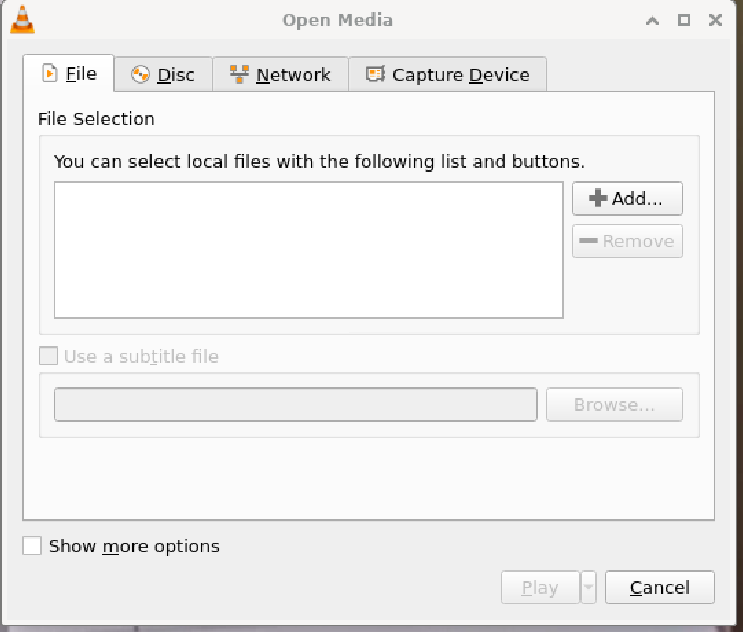 Open Media
File Disc Network Capture Device
File Selection
You can select local files with the following list and buttons.
Add...
Remove
Use a subtitle file
Browse...
Show more options
Play Cancel